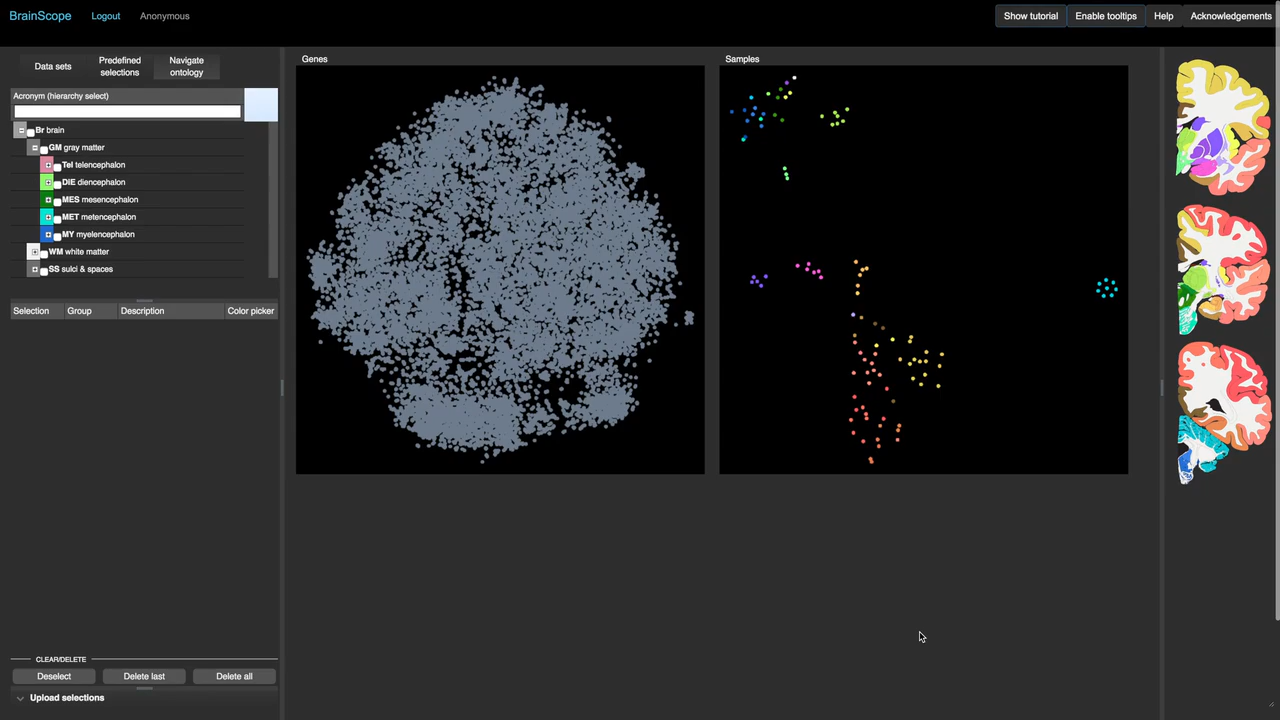 BrainScope Logout Anonymous Show tutorial Enable tooltips Help Acknowledgements
Data sets
Predefined
selections
Navigate
ontology
Acronym (hierarchy select)
Br brain
GM gray matter
Tel telencephalon
DIE diencephalon
MES mesencephalon
MET metencephalon
MY myelencephalon
WM white matter
SS sulci & spaces
Selection Group Description Color picker
CLEAR/DELETE
Deselect Delete last Delete all
Upload selections
Genes
Samples